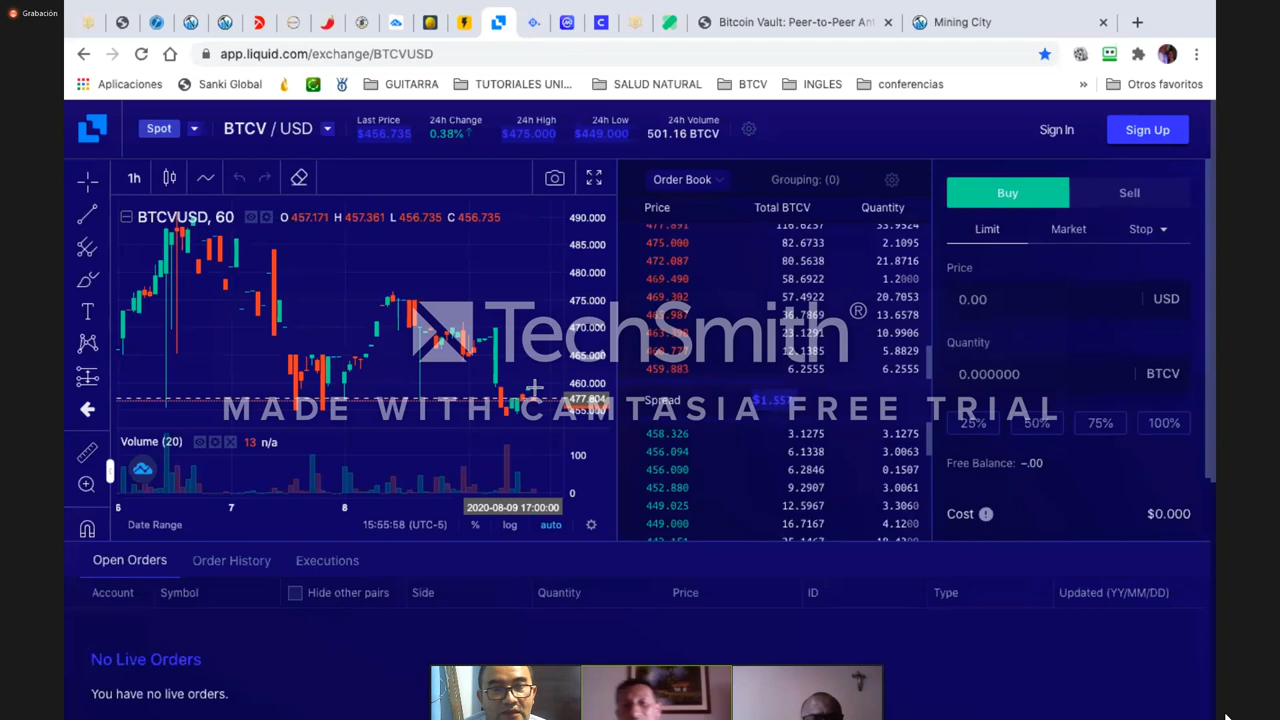 Grabación
Bitcoin Vault: Peer-to-Peer An
Mining City
app.liquid.com/exchange/BTCVUSD
Aplicaciones
Sanki Global
GUITARRA
TUTORIALES UNI...
SALUD NATURAL
BTCV
INGLES
conferencias
Otros favoritos
Spot
BTCV / USD
Last Price
$456.735
24h Change
0.38%↑
24h High
$475.000
24h Low
$449.000
24h Volume
501.16 BTCV
Sign In
Sign Up
1h
Order Book
Grouping: (0)
Buy
Sell
BTCVUSD, 60
O 457.171 H 457.361 L 456.735 C 456.735
Price Total BTCV Quantity
475.000 82.6733 2.1095
472.087 80.5638 21.8716
469.490 58.6922 1.2000
469.302 57.4922 20.7053
13.6578
10.9906
12.1385 5.8829
459.883 6.2555 6.2555
Spread
458.326 3.1275 3.1275
456.094 6.1338 3.0063
456.000 6.2846 0.1507
452.880 9.2907 3.0061
449.025 12.5967 3.3060
449.000 16.7167 4.1200
490.000
485.000
480.000
475.000
470.000
465.000
460.000
477.804
Limit
Market
Stop
Price
0.00 USD
Quantity
0.000000 BTCV
25% 50% 75% 100%
Free Balance: –.00
Cost
$0.000
TechSmith®
MADE WITH CAMTASIA FREE TRIAL
Volume (20)
13 n/a
100
0
6 7 8
2020-08-09 17:00:00
Date Range
15:55:58 (UTC-5)
%
log
auto
Open Orders
Order History
Executions
Account
Symbol
Hide other pairs
Side
Quantity
Price
ID
Type
Updated (YY/MM/DD)
No Live Orders
You have no live orders.